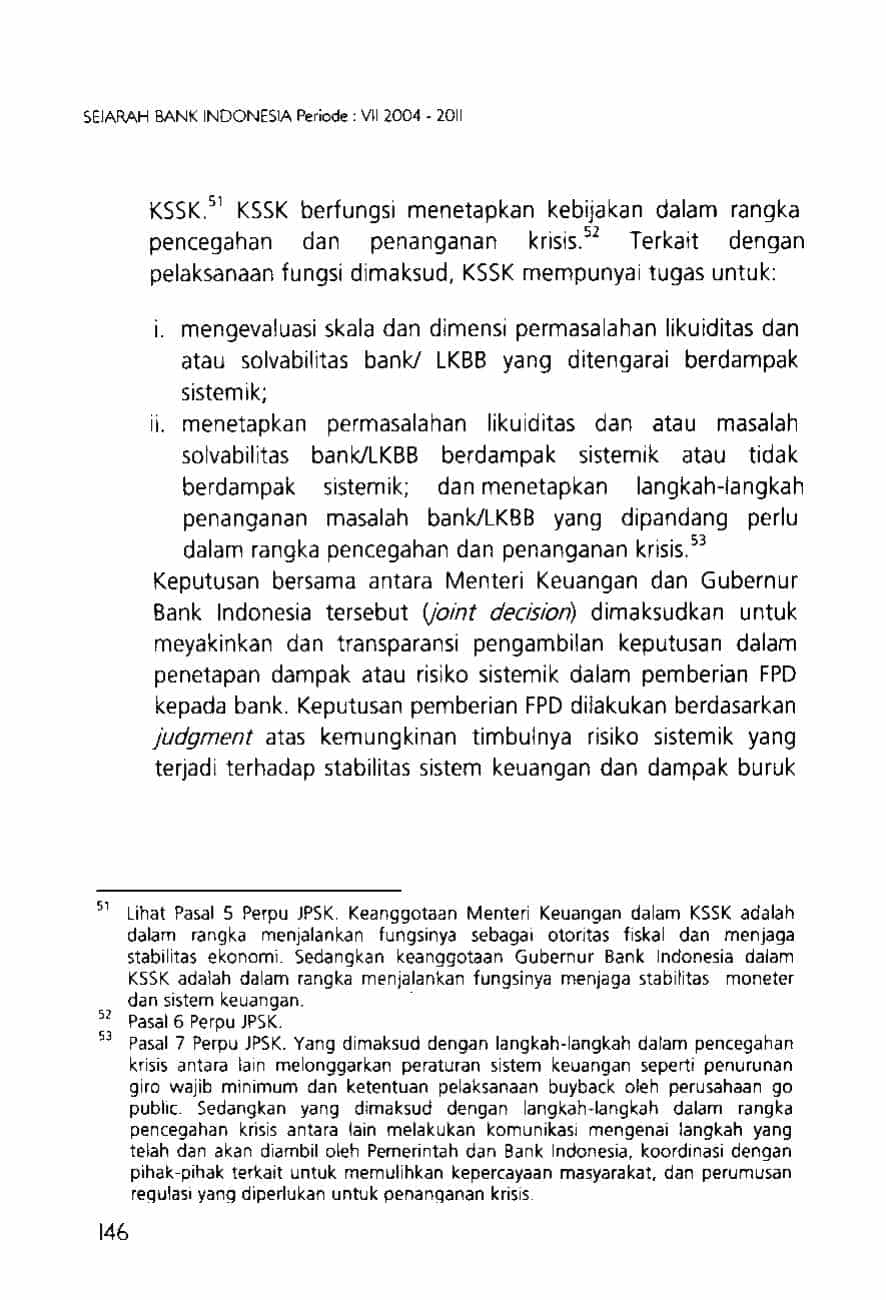 SEJARAH BANK INDONESIA Periode : VII 2004 - 2011
KSSK.51 KSSK berfungsi menetapkan kebijakan dalam rangka
pencegahan dan penanganan krisis.52 Terkait dengan
pelaksanaan fungsi dimaksud, KSSK mempunyai tugas untuk:
i. mengevaluasi skala dan dimensi permasalahan likuiditas dan
atau solvabilitas bank/ LKBB yang ditengarai berdampak
sistemik;
ii. menetapkan permasalahan likuiditas dan atau masalah
solvabilitas bank/LKBB berdampak sistemik atau tidak
berdampak sistemik; dan menetapkan langkah-langkah
penanganan masalah bank/LKBB yang dipandang perlu
dalam rangka pencegahan dan penanganan krisis.53
Keputusan bersama antara Menteri Keuangan dan Gubernur
Bank Indonesia tersebut (joint decision) dimaksudkan untuk
meyakinkan dan transparansi pengambilan keputusan dalam
penetapan dampak atau risiko sistemik dalam pemberian FPD
kepada bank. Keputusan pemberian FPD dilakukan berdasarkan
judgment atas kemungkinan timbulnya risiko sistemik yang
terjadi terhadap stabilitas sistem keuangan dan dampak buruk
51 Lihat Pasal 5 Perpu JPSK. Keanggotaan Menteri Keuangan dalam KSSK adalah
dalam rangka menjalankan fungsinya sebagai otoritas fiskal dan menjaga
stabilitas ekonomi. Sedangkan keanggotaan Gubernur Bank Indonesia dalam
KSSK adalah dalam rangka menjalankan fungsinya menjaga stabilitas moneter
dan sistem keuangan.
52 Pasal 6 Perpu JPSK.
53 Pasal 7 Perpu JPSK. Yang dimaksud dengan langkah-langkah dalam pencegahan
krisis antara lain melonggarkan peraturan sistem keuangan seperti penurunan
giro wajib minimum dan ketentuan pelaksanaan buyback oleh perusahaan go
public. Sedangkan yang dimaksud dengan langkah-langkah dalam rangka
pencegahan krisis antara lain melakukan komunikasi mengenai langkah yang
telah dan akan diambil oleh Pemerintah dan Bank Indonesia, koordinasi dengan
pihak-pihak terkait untuk memulihkan kepercayaan masyarakat, dan perumusan
regulasi yang diperlukan untuk penanganan krisis.
146